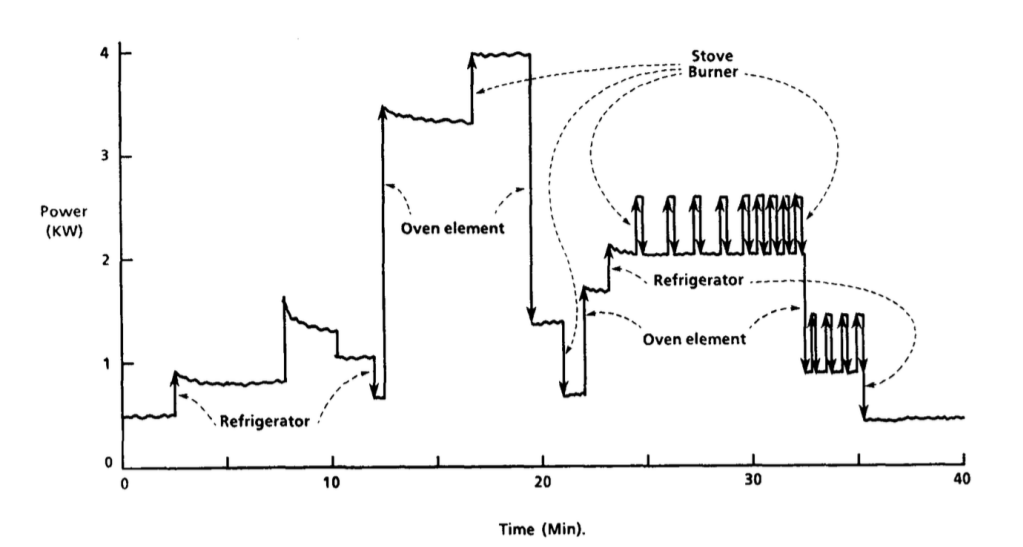 4
Stove
Burner
3
Power
(KW)
Oven element
2
Refrigerator
Oven element
1
Refrigerator
0
0
10
20
30
40
Time (Min).